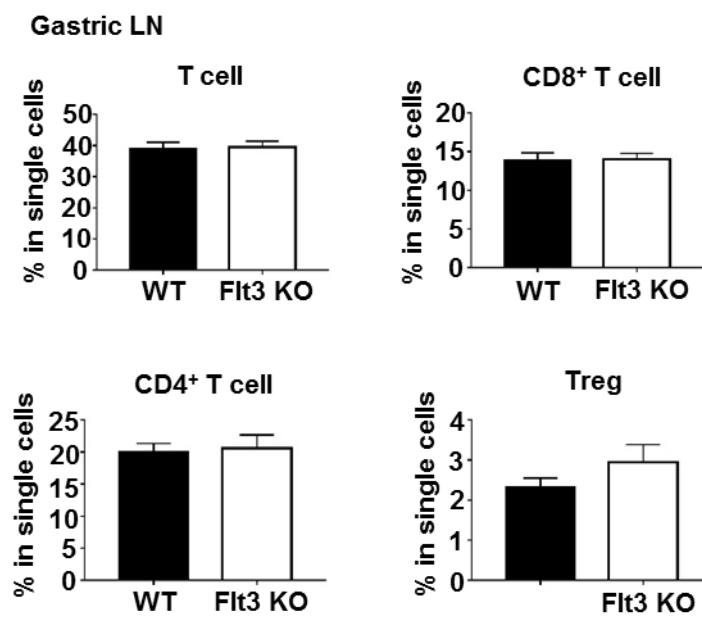 Gastric LN
T cell
% in single cells
50
40
30
20
10
0
WT Flt3 KO
CD8⁺ T cell
% in single cells
20
15
10
5
0
WT Flt3 KO
CD4⁺ T cell
% in single cells
25
20
15
10
5
0
WT Flt3 KO
Treg
% in single cells
4
3
2
1
0
Flt3 KO